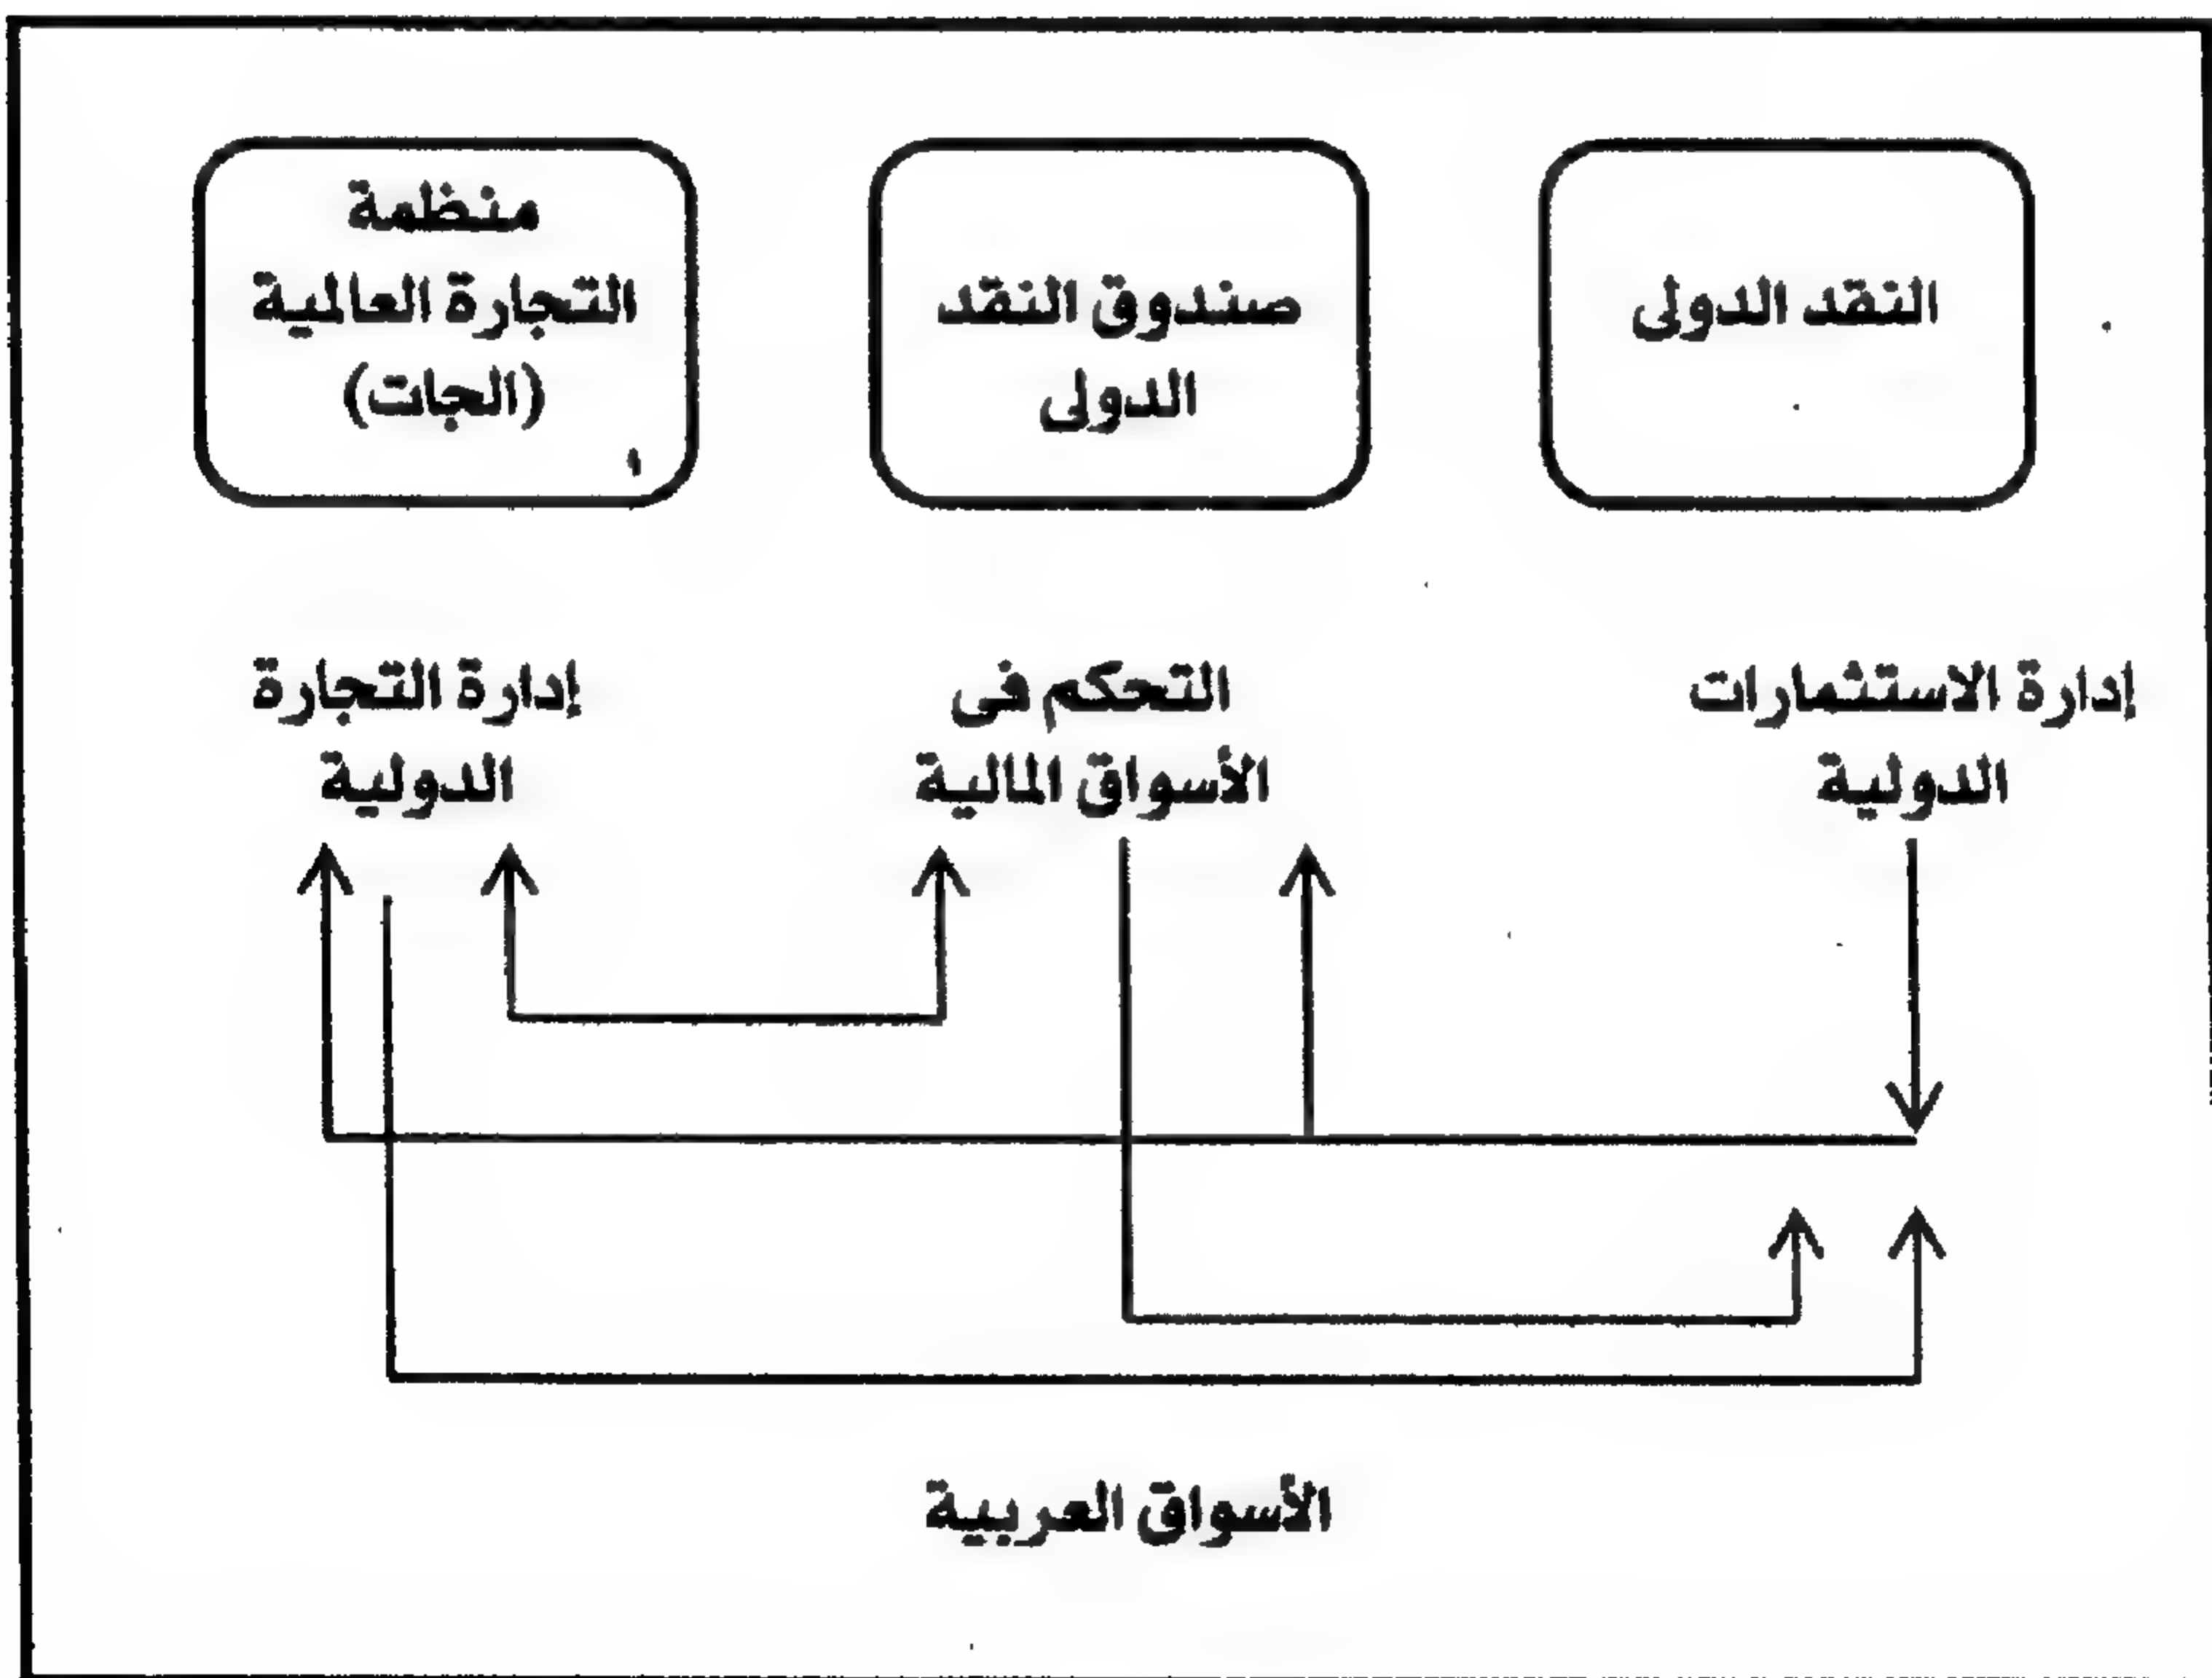 النقد الدولى
صندوق النقد
الدولى
منظمة
التجارة العالمية
(الجات)
إدارة الاستثمارات
الدولية
التحكم فى
الأسواق المالية
إدارة التجارة
الدولية
الأسواق العربية